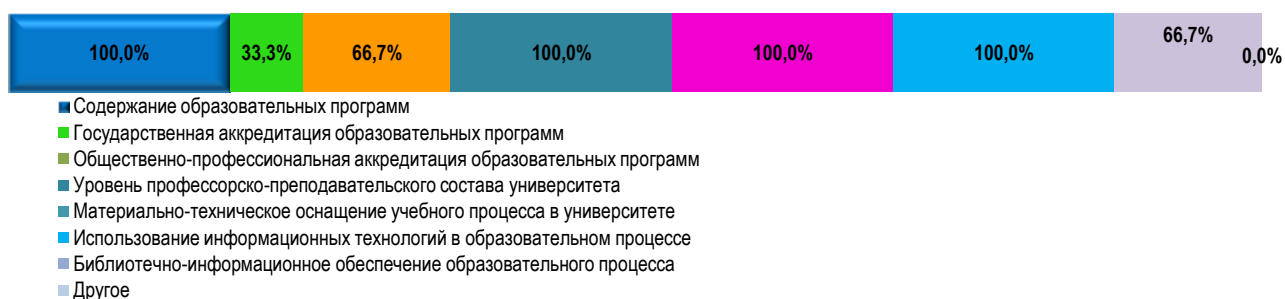 100,0% 33,3% 66,7% 100,0% 100,0% 100,0% 66,7% 0,0%
Содержание образовательных программ
Государственная аккредитация образовательных программ
Общественно-профессиональная аккредитация образовательных программ
Уровень профессорско-преподавательского состава университета
Материально-техническое оснащение учебного процесса в университете
Использование информационных технологий в образовательном процессе
Библиотечно-информационное обеспечение образовательного процесса
Другое